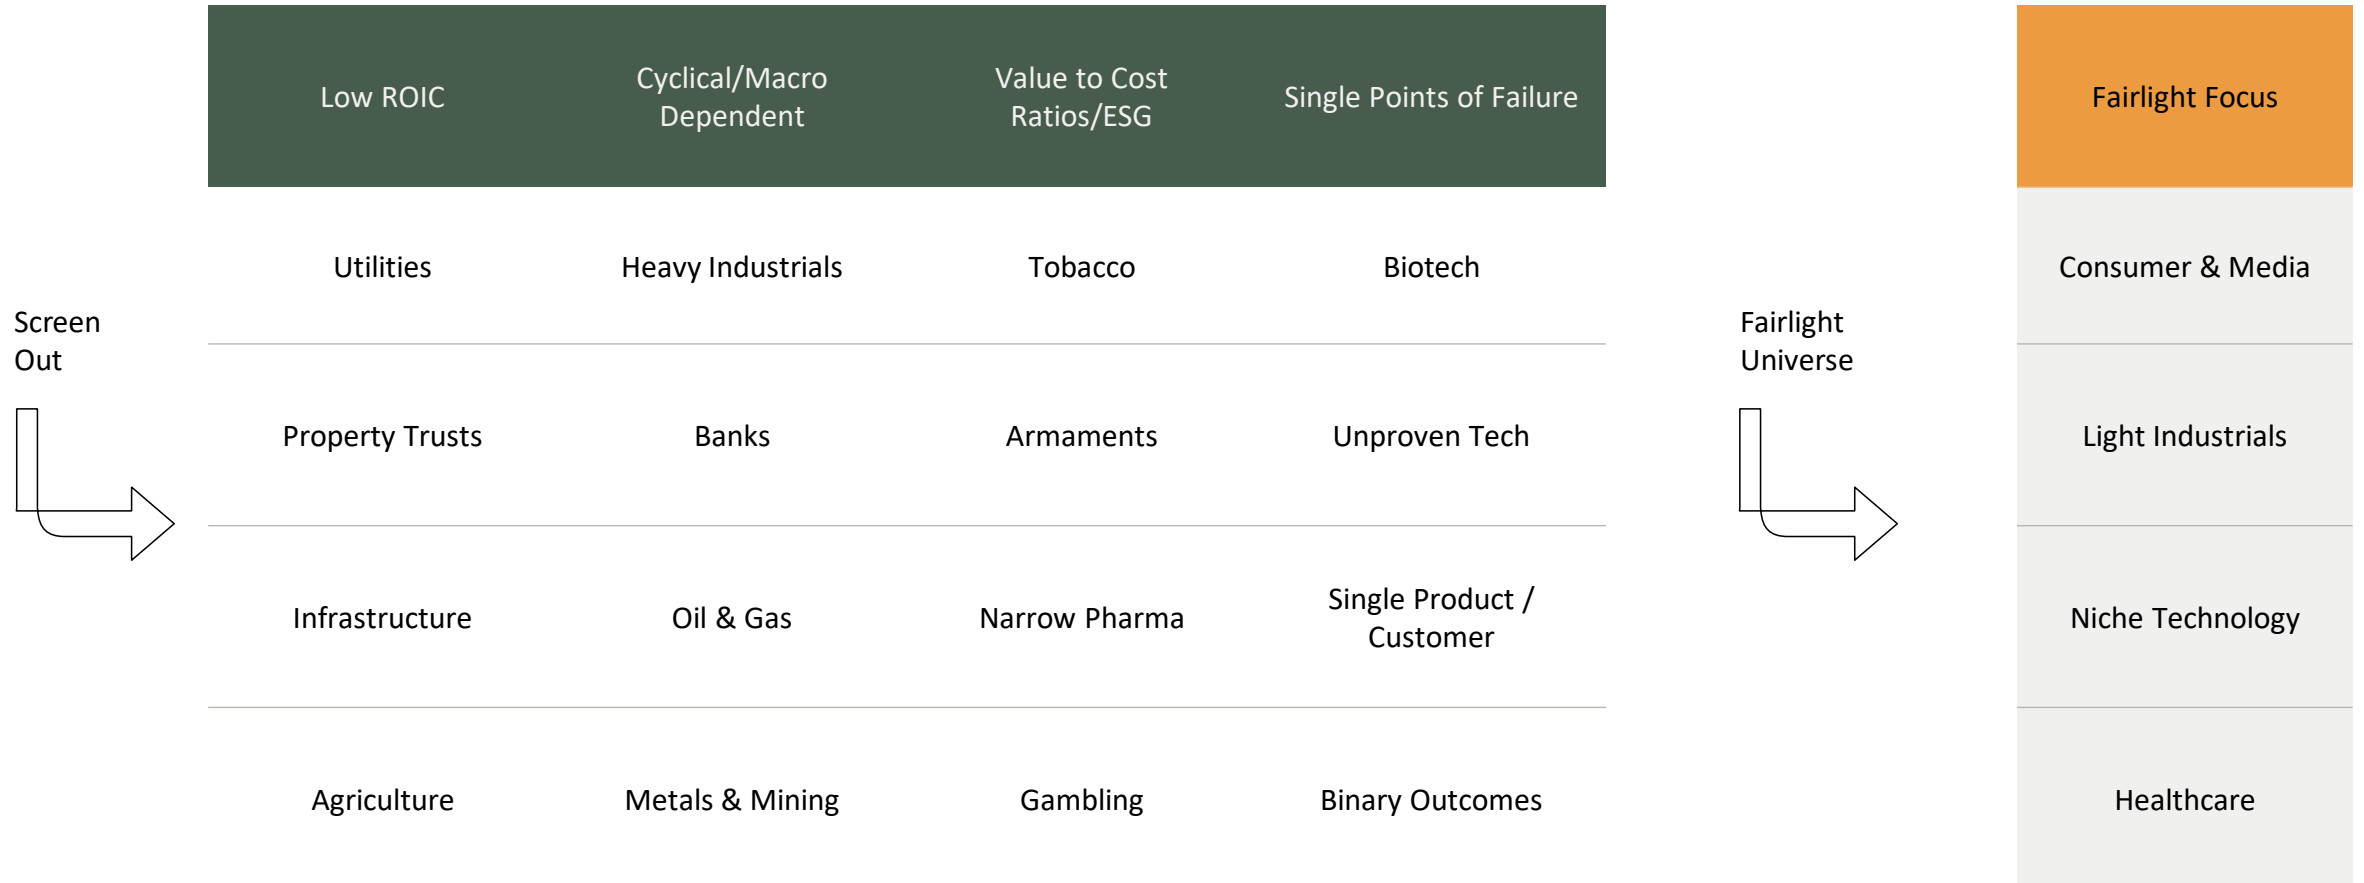 Low ROIC
Cyclical/Macro
Dependent
Value to Cost
Ratios/ESG
Single Points of Failure
Fairlight Focus
Utilities
Heavy Industrials
Tobacco
Biotech
Consumer & Media
Screen
Out
Fairlight
Universe
Property Trusts
Banks
Armaments
Unproven Tech
Light Industrials
Infrastructure
Oil & Gas
Narrow Pharma
Single Product /
Customer
Niche Technology
Agriculture
Metals & Mining
Gambling
Binary Outcomes
Healthcare